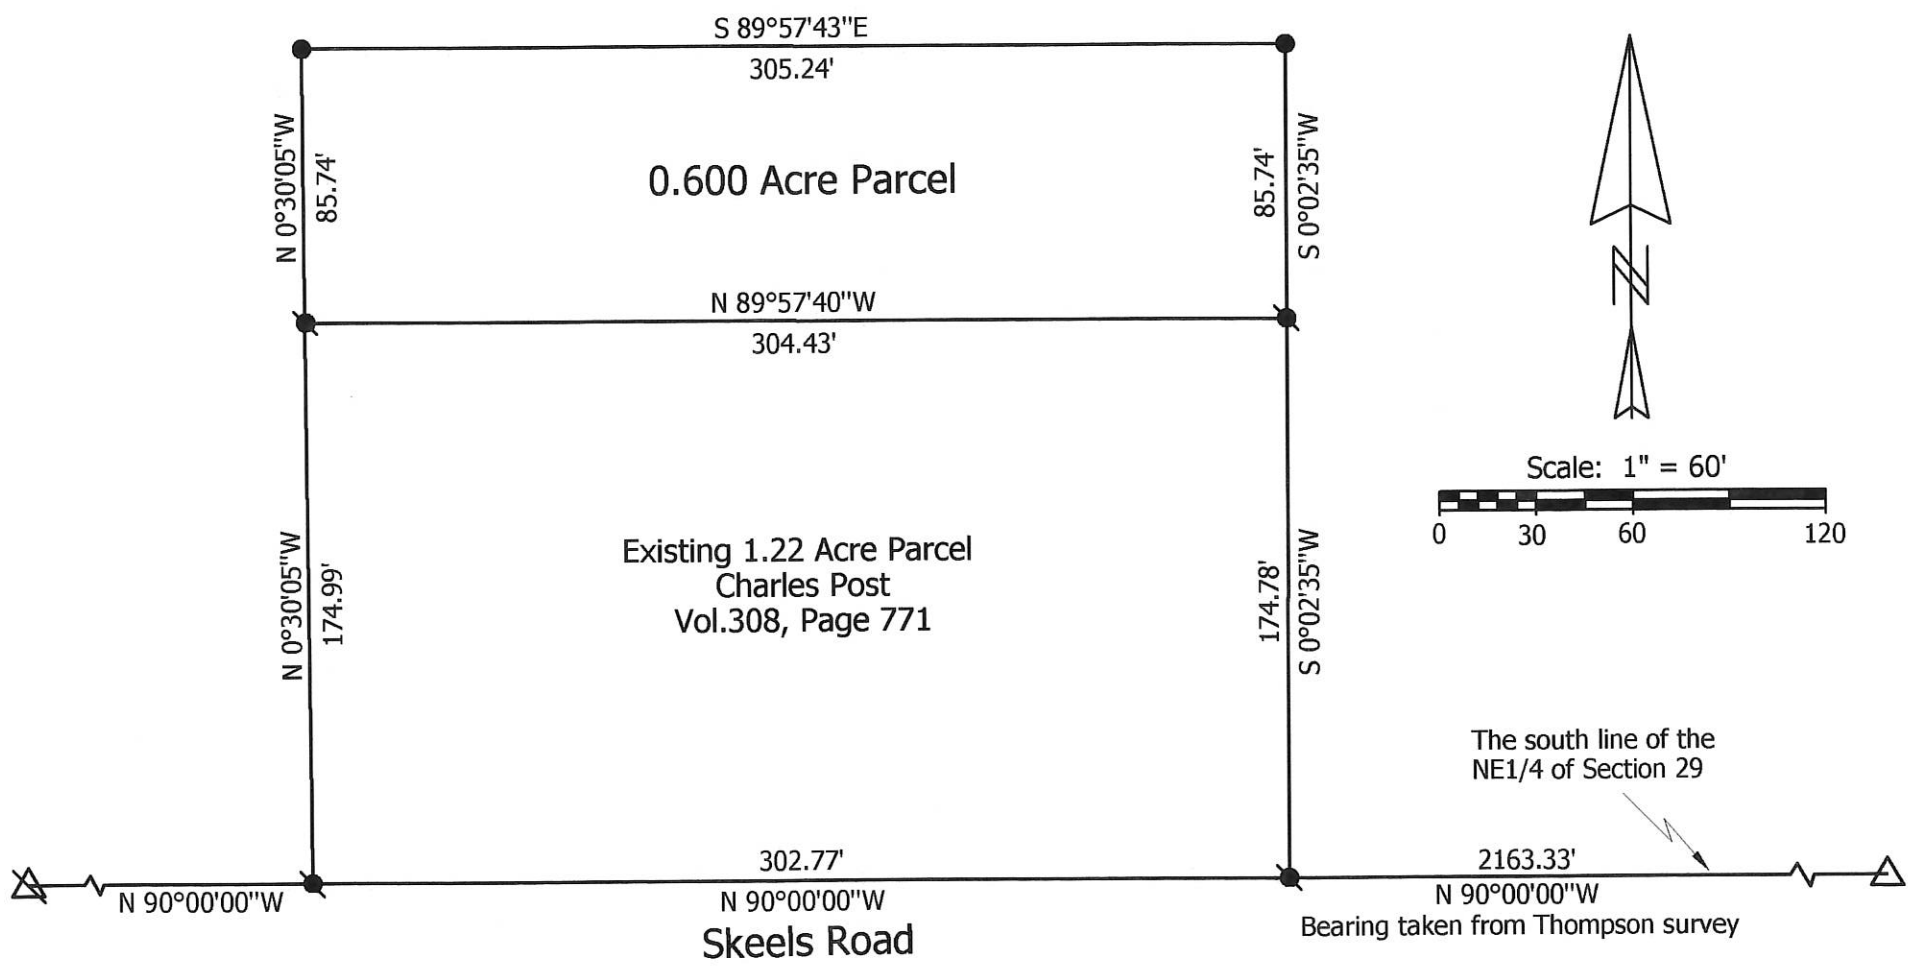 S 89°57'43"E
305.24'
N 0°30'05"W
85.74'
0.600 Acre Parcel
85.74'
S 0°02'35"W
N
N 89°57'40"W
304.43'
Scale: 1" = 60'
0 30 60 120
N 0°30'05"W
174.99'
Existing 1.22 Acre Parcel
Charles Post
Vol.308, Page 771
174.78'
S 0°02'35"W
The south line of the
NE1/4 of Section 29
302.77'
2163.33'
N 90°00'00"W
N 90°00'00"W
N 90°00'00"W
Skeels Road
Bearing taken from Thompson survey